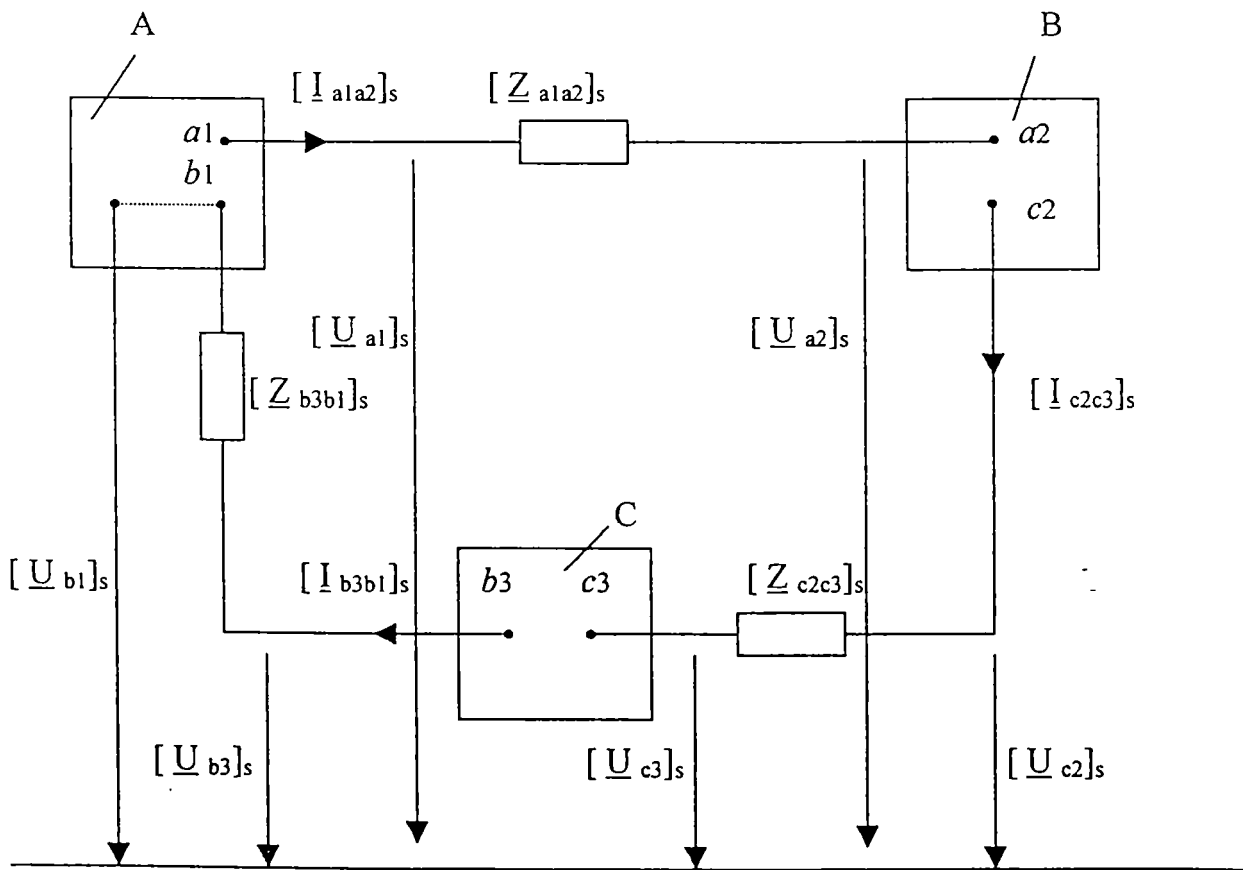 A
B
[ I a1a2]s
[ Z a1a2]s
a1
b1
a2
c2
[ U a1]s
[ U a2]s
[ Z b3b1]s
[ I c2c3]s
C
[ U b1]s
[ I b3b1]s
b3
c3
[ Z c2c3]s
[ U b3]s
[ U c3]s
[ U c2]s